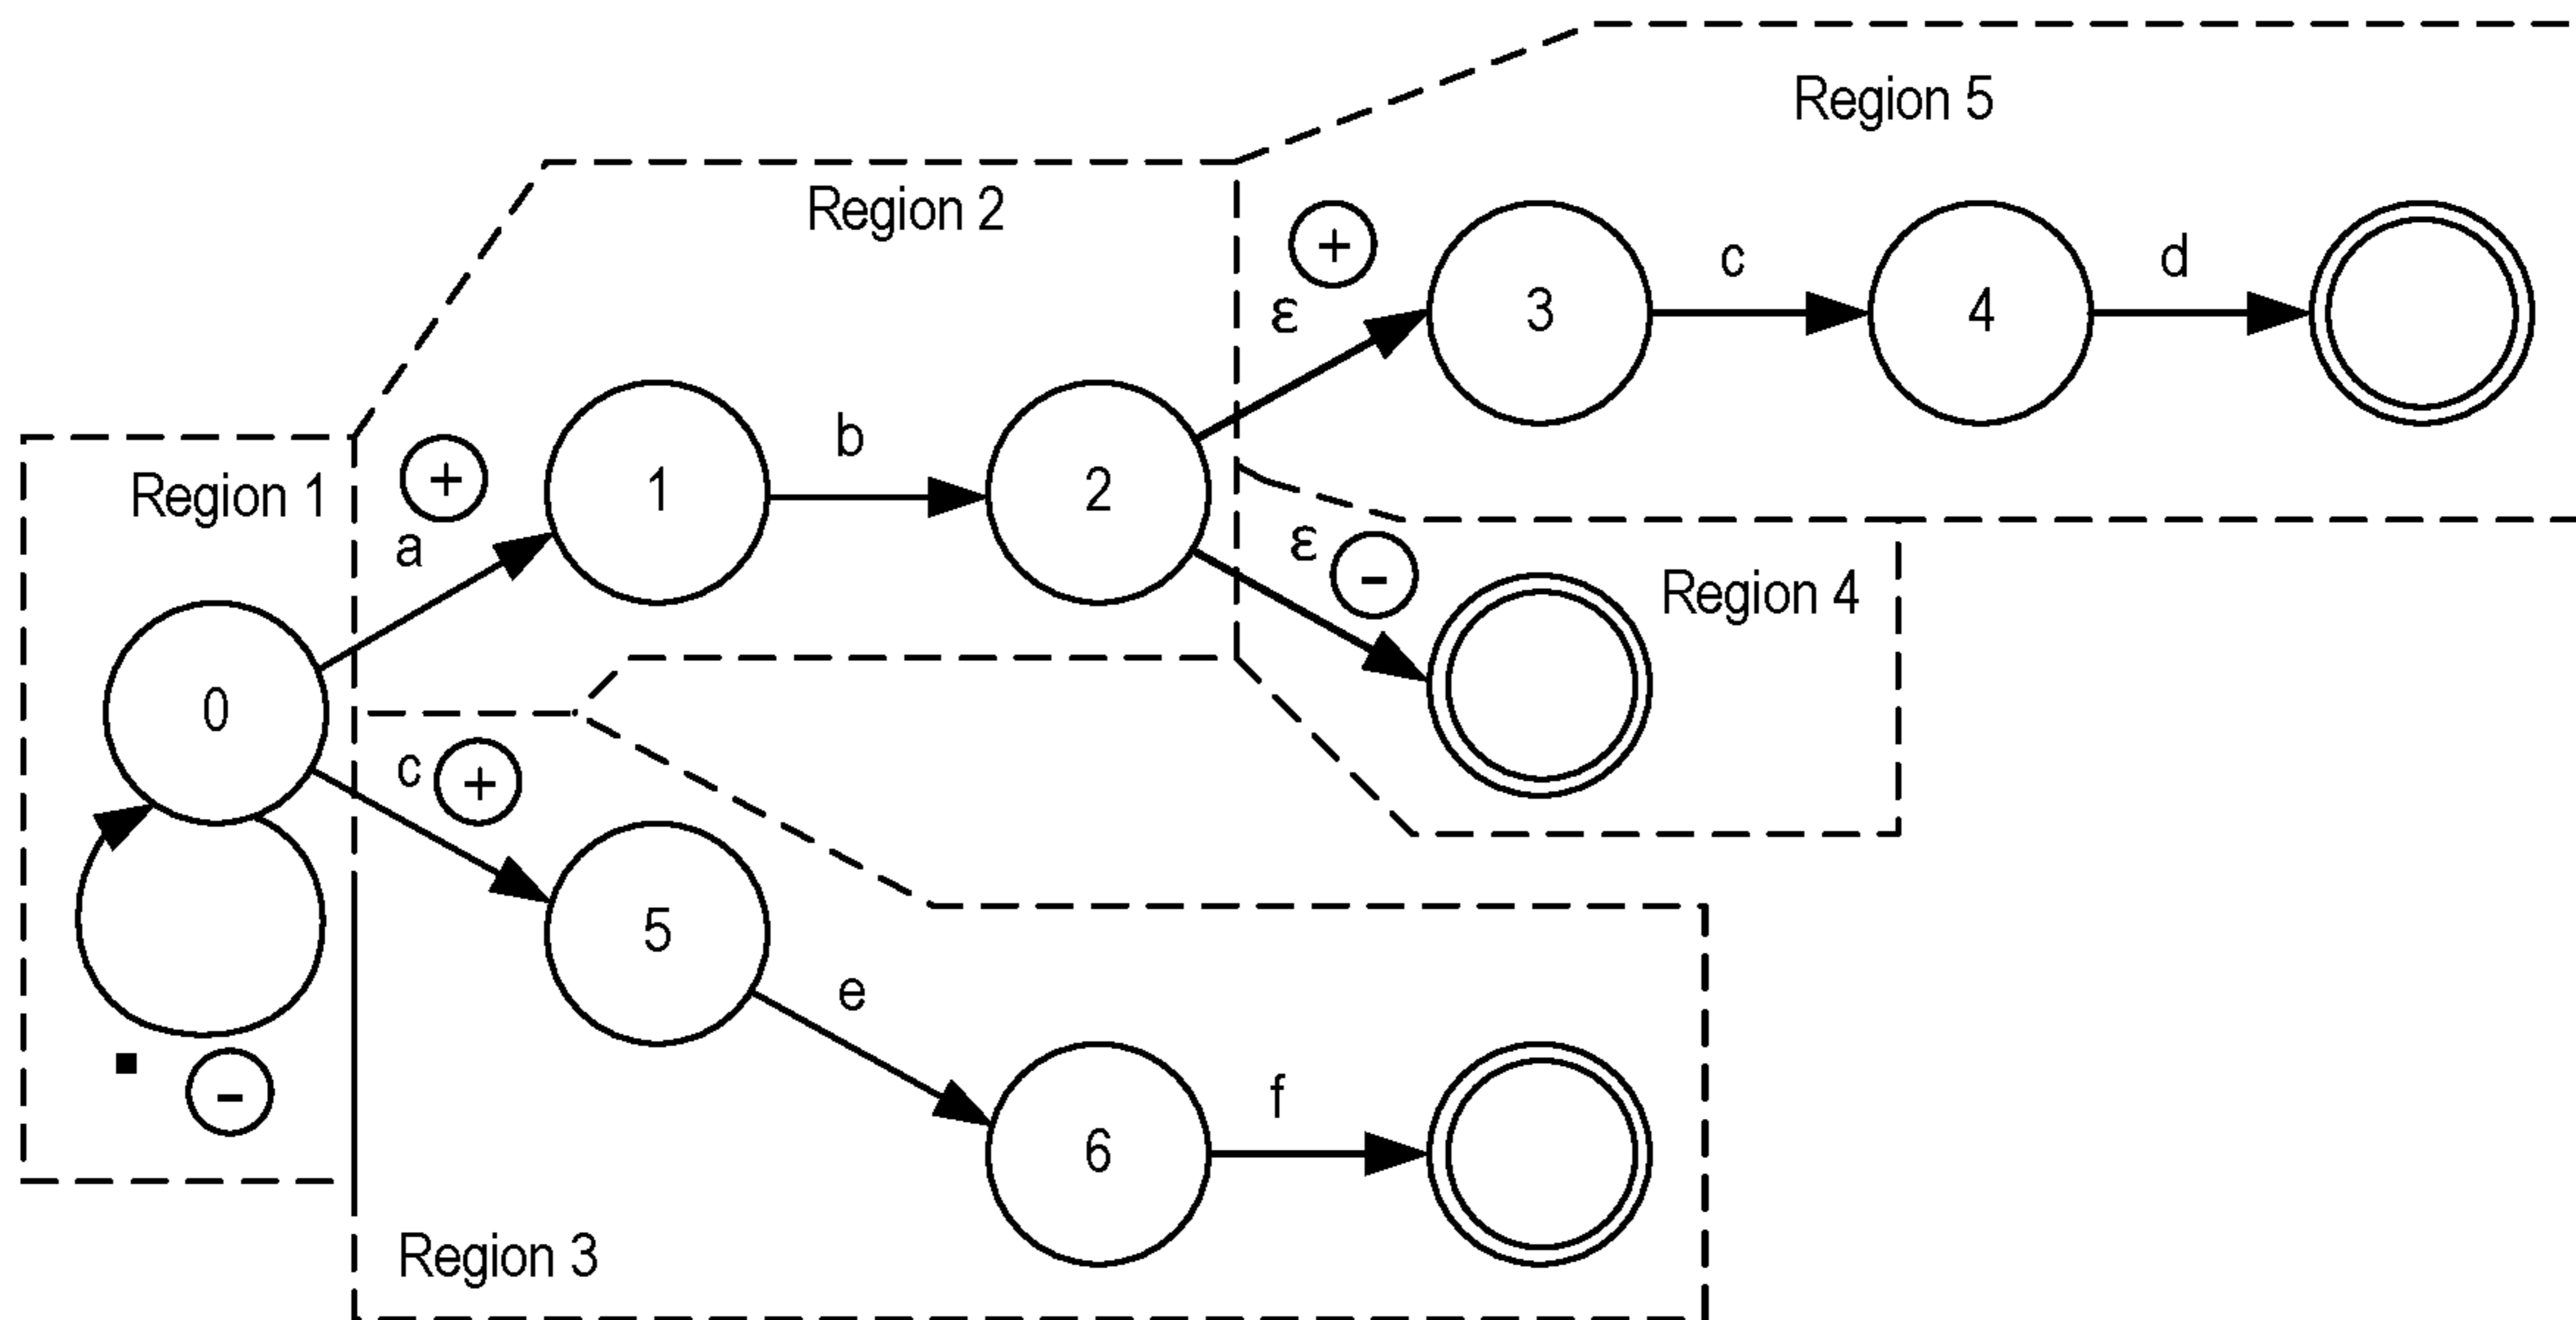 Region 5
Region 2
+
ε
3
c
4
d
Region 1
+
a
1
b
2
ε
-
Region 4
0
c
+
5
e
.
-
6
f
Region 3